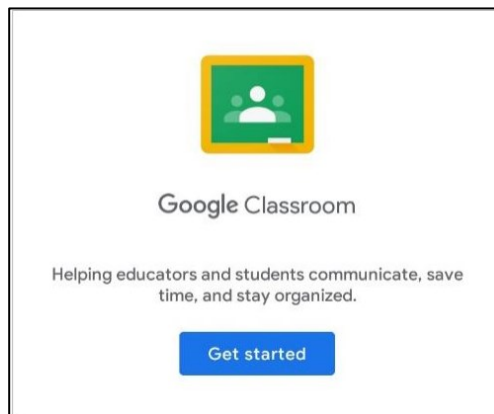 Google Classroom
Helping educators and students communicate, save
time, and stay organized.
Get started